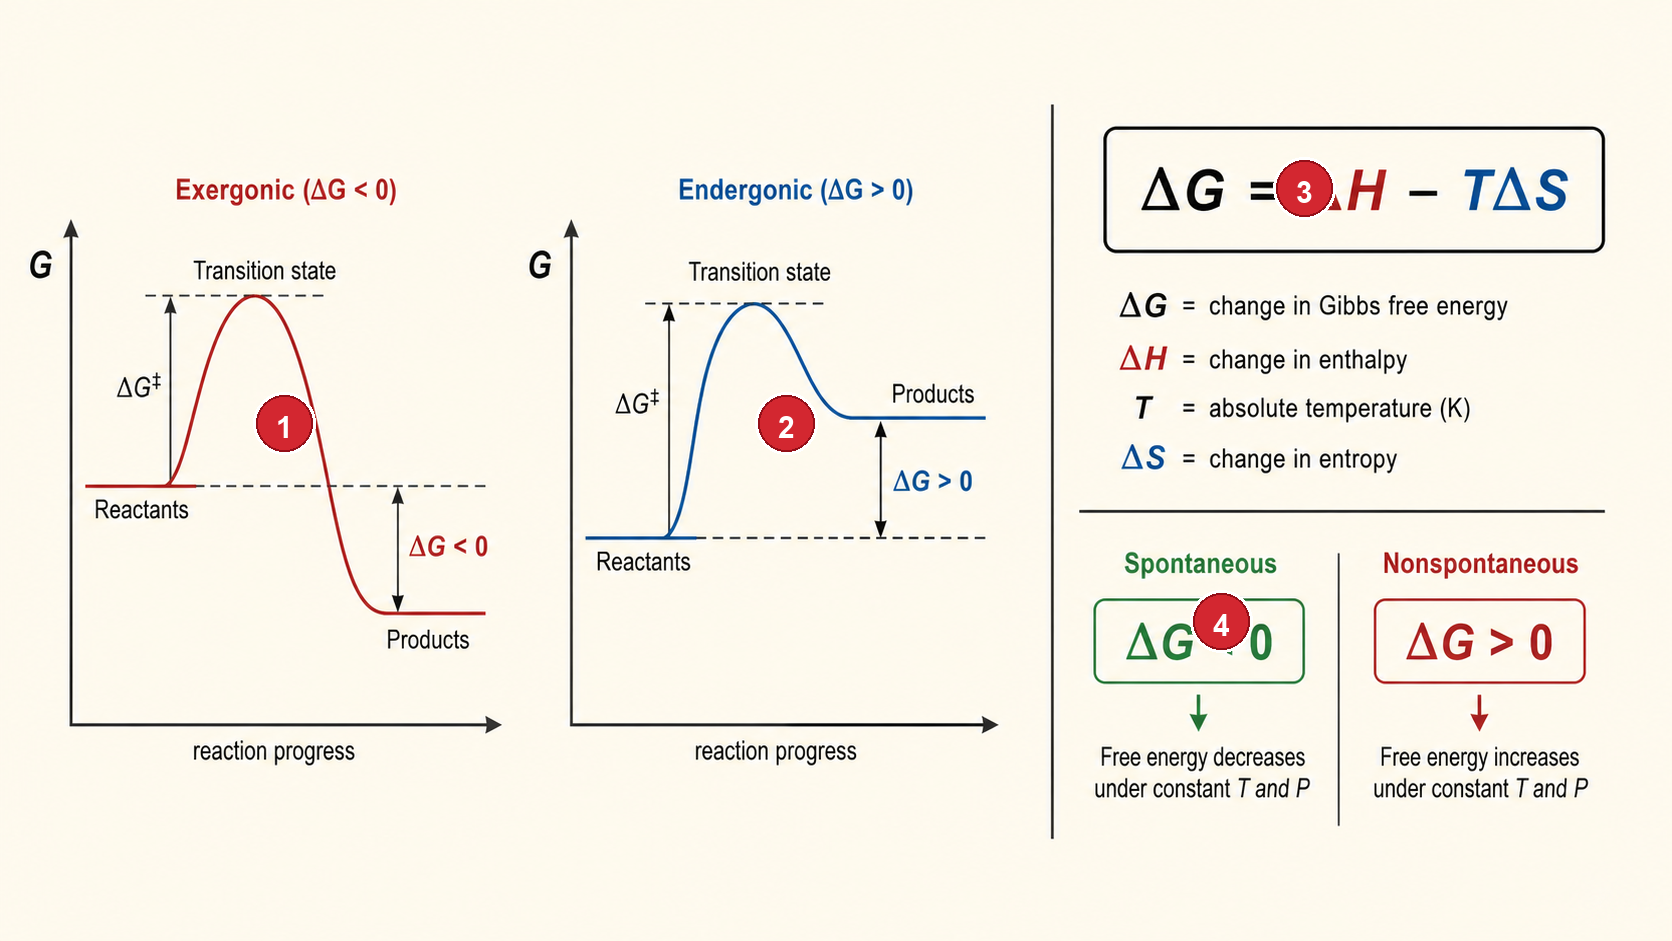 Exergonic (ΔG < 0)
G
Transition state
ΔG‡
1
Reactants
ΔG < 0
Products
reaction progress
Endergonic (ΔG > 0)
G
Transition state
ΔG‡
2
Products
ΔG > 0
Reactants
reaction progress
ΔG = 3 H – TΔS
ΔG = change in Gibbs free energy
ΔH = change in enthalpy
T = absolute temperature (K)
ΔS = change in entropy
Spontaneous
ΔG 4 0
Free energy decreases
under constant T and P
Nonspontaneous
ΔG > 0
Free energy increases
under constant T and P